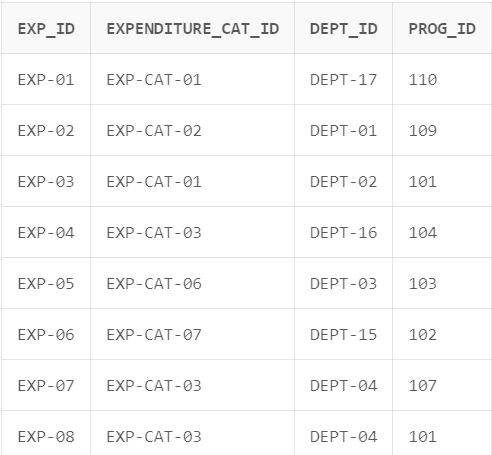 EXP_ID EXPENDITURE_CAT_ID DEPT_ID PROG_ID
EXP-01 EXP-CAT-01 DEPT-17 110
EXP-02 EXP-CAT-02 DEPT-01 109
EXP-03 EXP-CAT-01 DEPT-02 101
EXP-04 EXP-CAT-03 DEPT-16 104
EXP-05 EXP-CAT-06 DEPT-03 103
EXP-06 EXP-CAT-07 DEPT-15 102
EXP-07 EXP-CAT-03 DEPT-04 107
EXP-08 EXP-CAT-03 DEPT-04 101